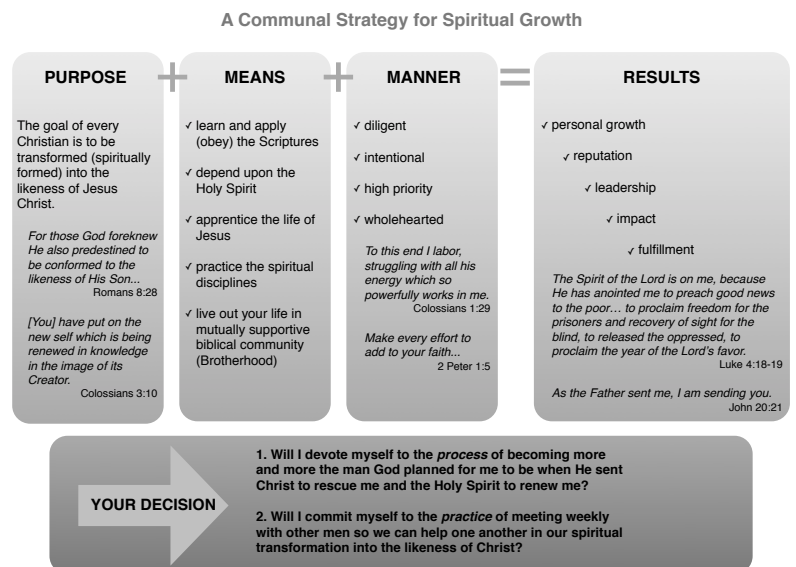 A Communal Strategy for Spiritual Growth
PURPOSE
The goal of every
Christian is to be
transformed (spiritually
formed) into the
likeness of Jesus
Christ.
For those God foreknew
He also predestined to
be conformed to the
likeness of His Son...
Romans 8:28
[You] have put on the
new self which is being
renewed in knowledge
in the image of its
Creator.
Colossians 3:10
+
MEANS
✓ learn and apply
(obey) the Scriptures
✓ depend upon the
Holy Spirit
✓ apprentice the life of
Jesus
✓ practice the spiritual
disciplines
✓ live out your life in
mutually supportive
biblical community
(Brotherhood)
+
MANNER
✓ diligent
✓ intentional
✓ high priority
✓ wholehearted
To this end I labor,
struggling with all his
energy which so
powerfully works in me.
Colossians 1:29
Make every effort to
add to your faith...
2 Peter 1:5
=
RESULTS
✓ personal growth
✓ reputation
✓ leadership
✓ impact
✓ fulfillment
The Spirit of the Lord is on me, because
He has anointed me to preach good news
to the poor… to proclaim freedom for the
prisoners and recovery of sight for the
blind, to released the oppressed, to
proclaim the year of the Lord's favor.
Luke 4:18-19
As the Father sent me, I am sending you.
John 20:21
YOUR DECISION
1. Will I devote myself to the process of becoming more
and more the man God planned for me to be when He sent
Christ to rescue me and the Holy Spirit to renew me?
2. Will I commit myself to the practice of meeting weekly
with other men so we can help one another in our spiritual
transformation into the likeness of Christ?